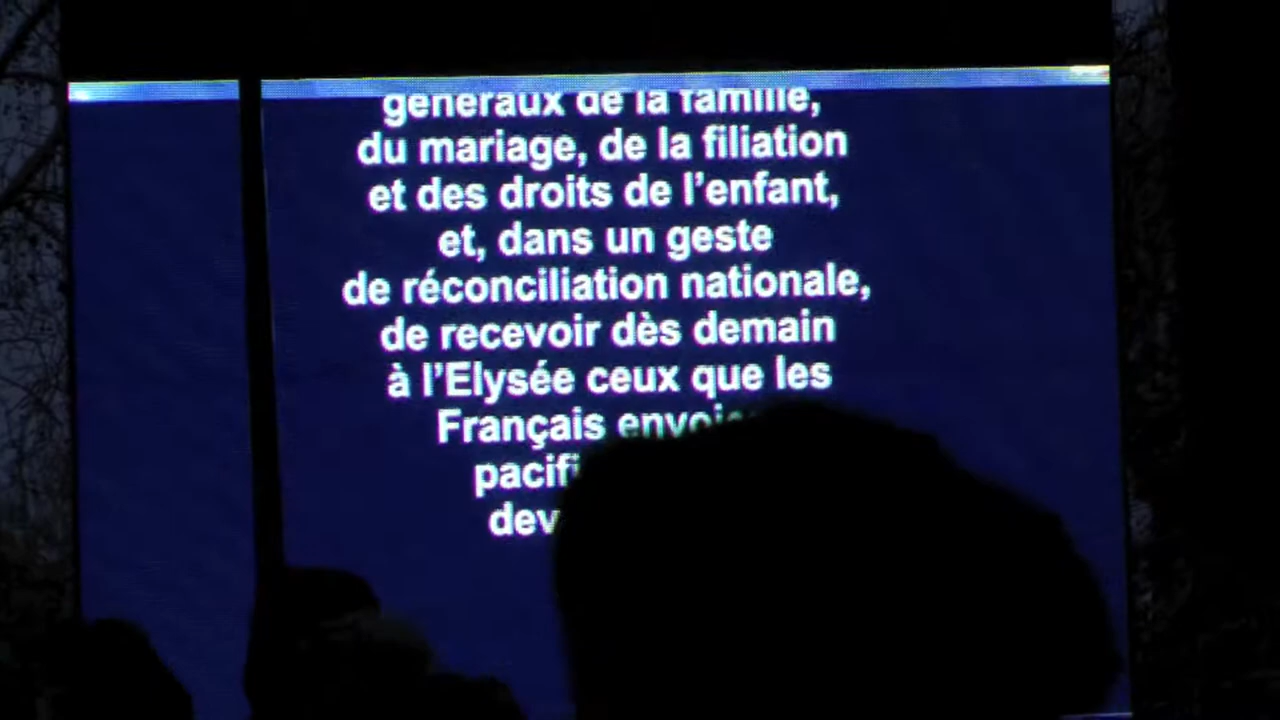 généraux de la famille,
du mariage, de la filiation
et des droits de l’enfant,
et, dans un geste
de réconciliation nationale,
de recevoir dès demain
à l’Elysée ceux que les
Français